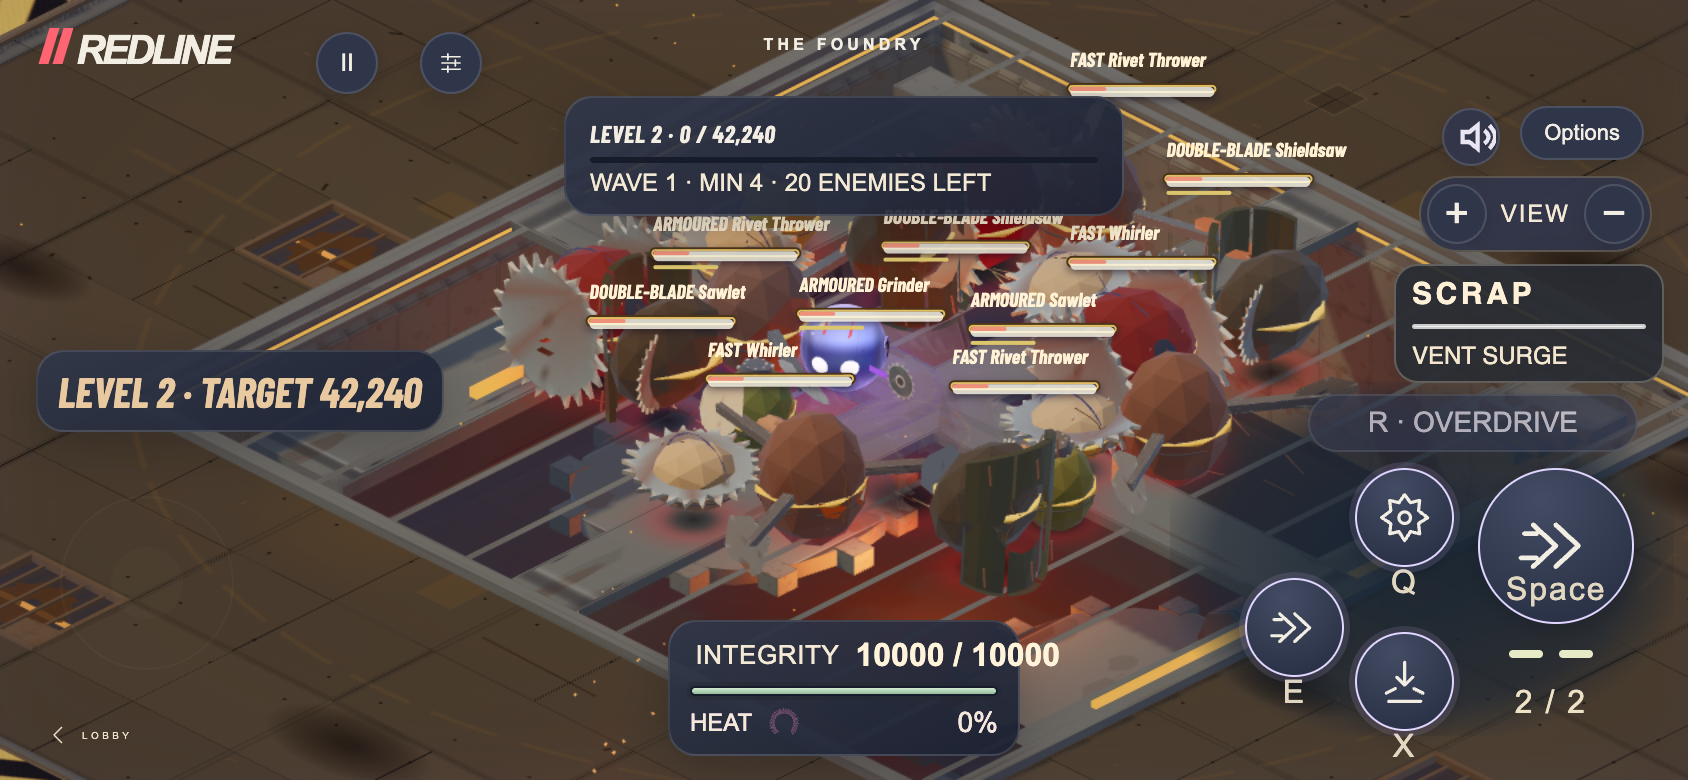 REDLINE
THE FOUNDRY
FAST Rivet Thrower
LEVEL 2 · 0 / 42,240
WAVE 1 · MIN 4 · 20 ENEMIES LEFT
DOUBLE-BLADE Shieldsaw
Options
+ VIEW −
ARMOURED Rivet Thrower
DOUBLE-BLADE Shieldsaw
FAST Whirler
DOUBLE-BLADE Sawlet
ARMOURED Grinder
ARMOURED Sawlet
FAST Whirler
FAST Rivet Thrower
SCRAP
VENT SURGE
LEVEL 2 · TARGET 42,240
R · OVERDRIVE
Q
Space
E
X
2 / 2
INTEGRITY 10000 / 10000
HEAT 0%
LOBBY